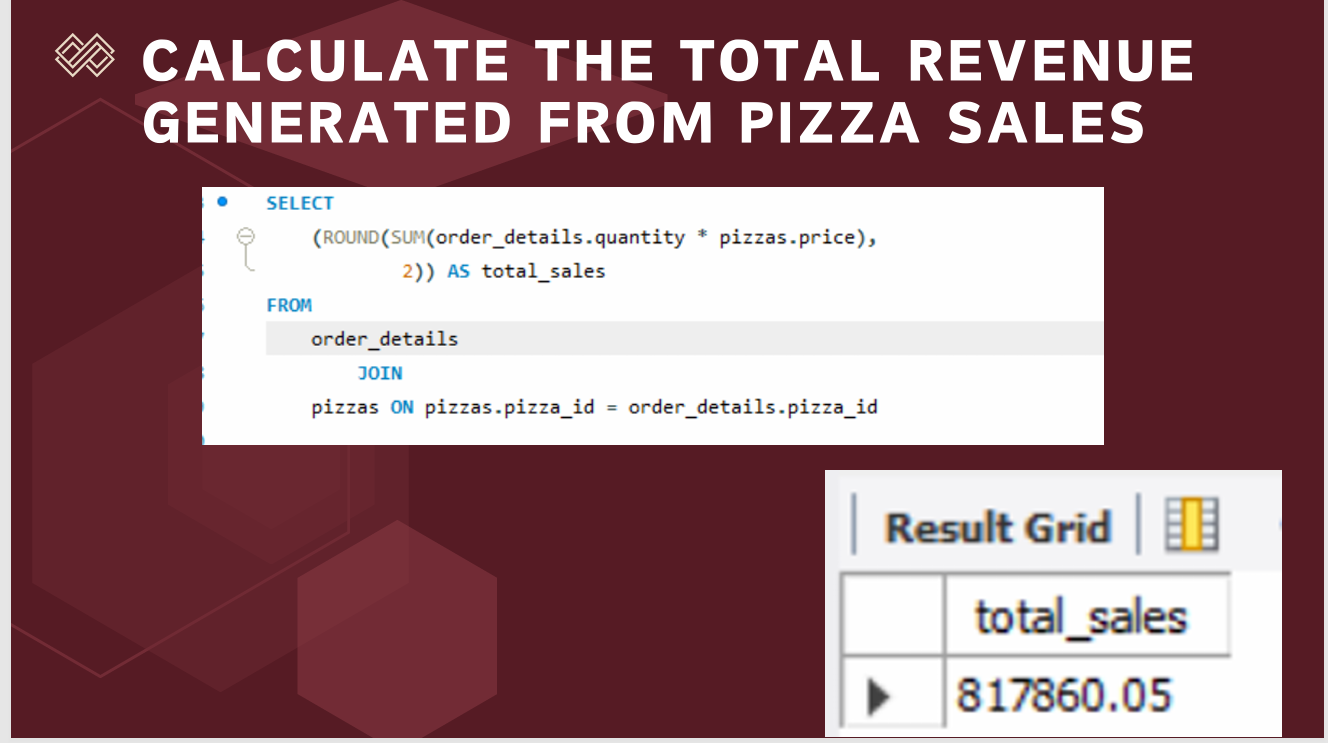 CALCULATE THE TOTAL REVENUE
GENERATED FROM PIZZA SALES
SELECT
(ROUND(SUM(order_details.quantity * pizzas.price),
2)) AS total_sales
FROM
order_details
JOIN
pizzas ON pizzas.pizza_id = order_details.pizza_id
Result Grid
total_sales
817860.05